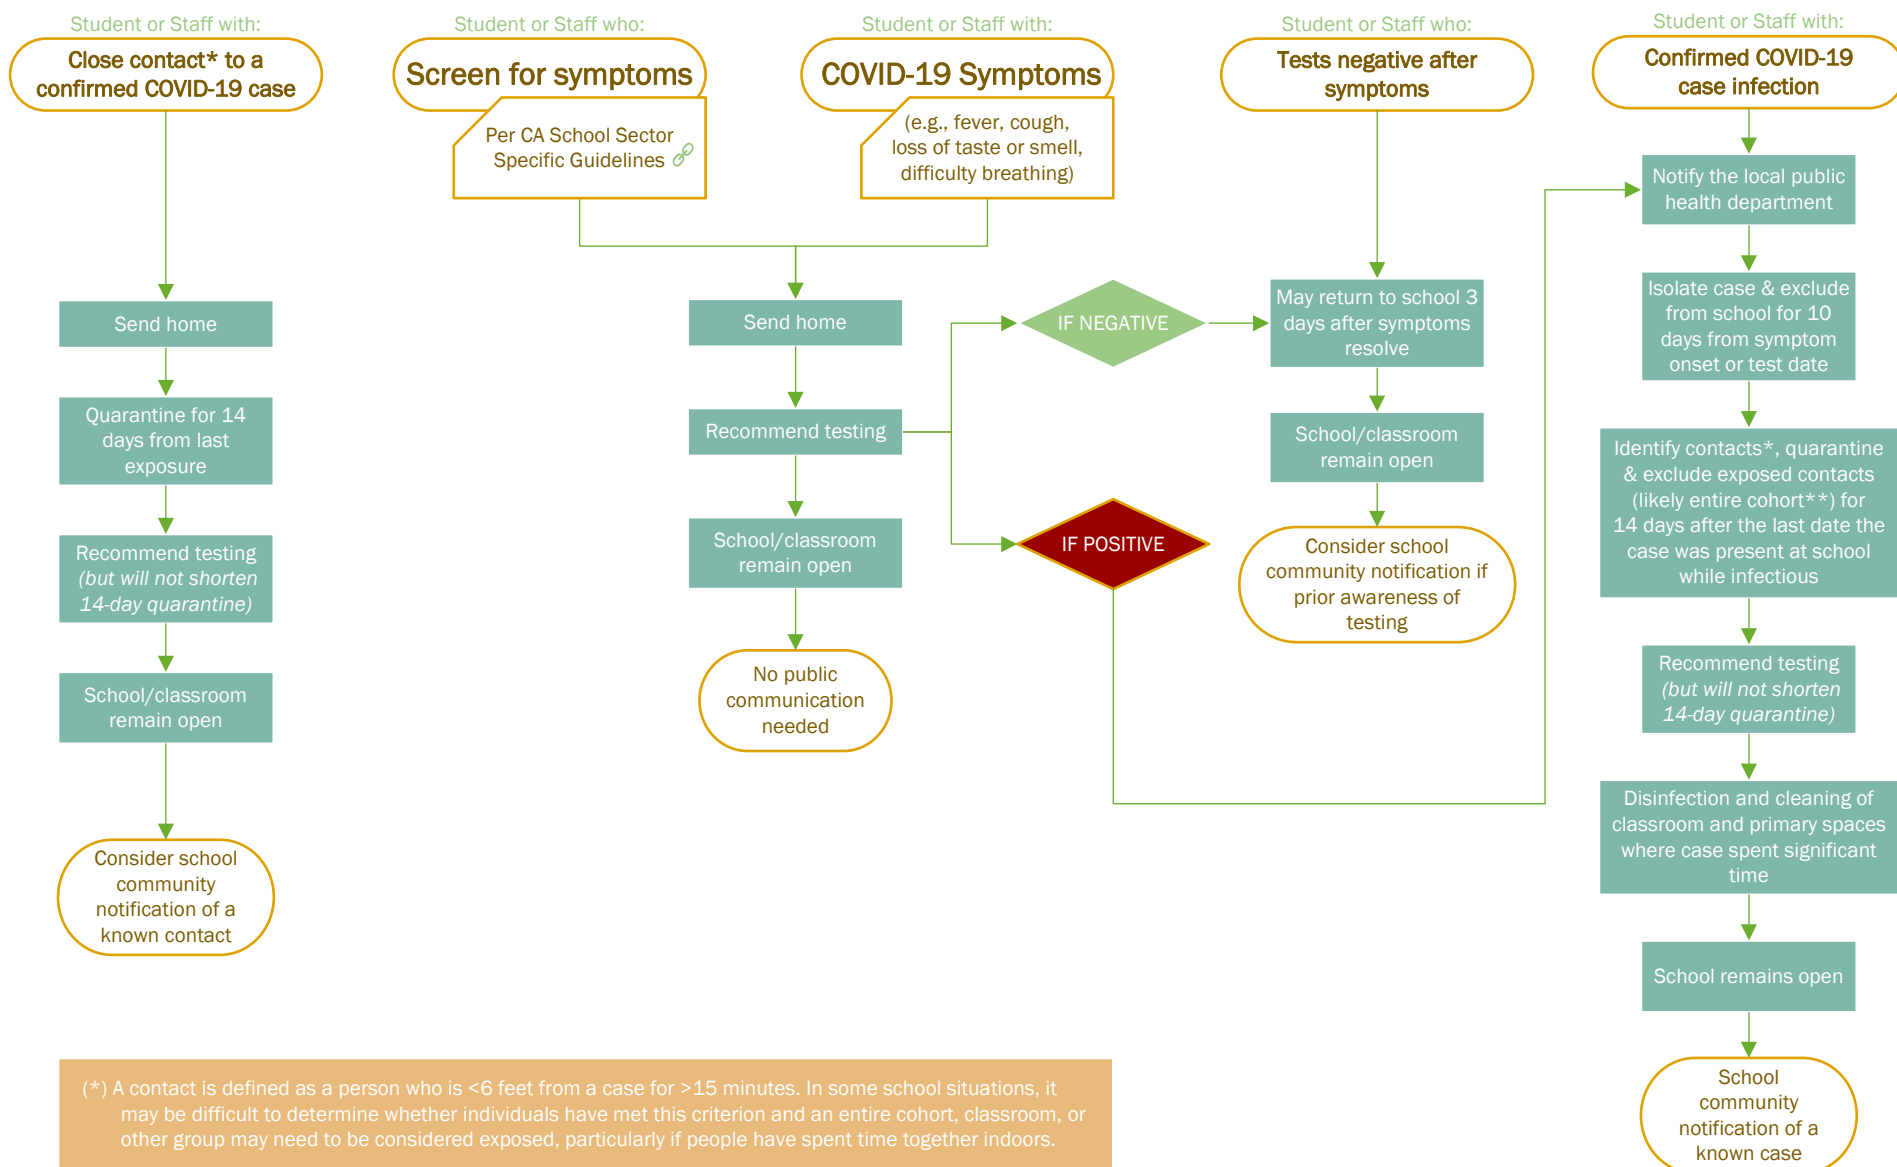 Student or Staff with:
Close contact* to a
confirmed COVID-19 case
Send home
Quarantine for 14
days from last
exposure
Recommend testing
(but will not shorten
14-day quarantine)
School/classroom
remain open
Consider school
community
notification of a
known contact
Student or Staff who:
Screen for symptoms
Per CA School Sector
Specific Guidelines
Student or Staff with:
COVID-19 Symptoms
(e.g., fever, cough,
loss of taste or smell,
difficulty breathing)
Send home
Recommend testing
School/classroom
remain open
No public
communication
needed
IF NEGATIVE
IF POSITIVE
Student or Staff who:
Tests negative after
symptoms
May return to school 3
days after symptoms
resolve
School/classroom
remain open
Consider school
community notification if
prior awareness of
testing
Student or Staff with:
Confirmed COVID-19
case infection
Notify the local public
health department
Isolate case & exclude
from school for 10
days from symptom
onset or test date
Identify contacts*, quarantine
& exclude exposed contacts
(likely entire cohort**) for
14 days after the last date the
case was present at school
while infectious
Recommend testing
(but will not shorten
14-day quarantine)
Disinfection and cleaning of
classroom and primary spaces
where case spent significant
time
School remains open
School
community
notification of a
known case
(*) A contact is defined as a person who is <6 feet from a case for >15 minutes. In some school situations, it
may be difficult to determine whether individuals have met this criterion and an entire cohort, classroom, or
other group may need to be considered exposed, particularly if people have spent time together indoors.